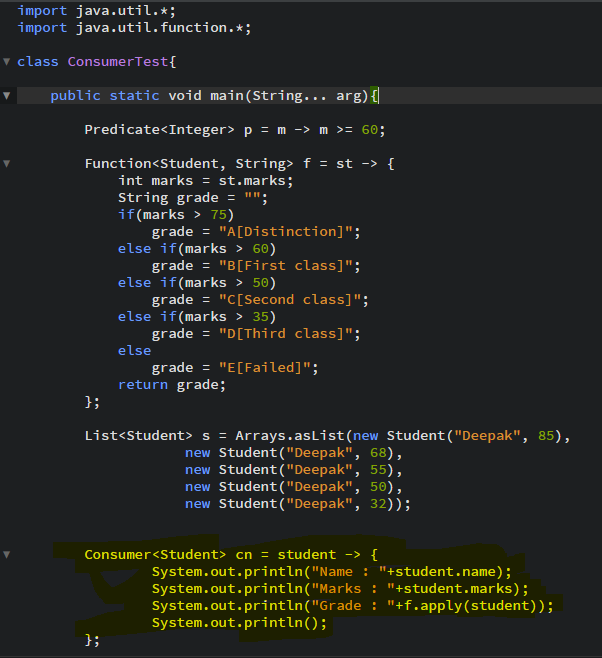 import java.util.*;
import java.util.function.*;
class ConsumerTest{
public static void main(String... arg){
Predicate<Integer> p = m -> m >= 60;
Function<Student, String> f = st -> {
int marks = st.marks;
String grade = "";
if(marks > 75)
grade = "A[Distinction]";
else if(marks > 60)
grade = "B[First class]";
else if(marks > 50)
grade = "C[Second class]";
else if(marks > 35)
grade = "D[Third class]";
else
grade = "E[Failed]";
return grade;
};
List<Student> s = Arrays.asList(new Student("Deepak", 85),
new Student("Deepak", 68),
new Student("Deepak", 55),
new Student("Deepak", 50),
new Student("Deepak", 32));
Consumer<Student> cn = student -> {
System.out.println("Name : "+student.name);
System.out.println("Marks : "+student.marks);
System.out.println("Grade : "+f.apply(student));
System.out.println();
};